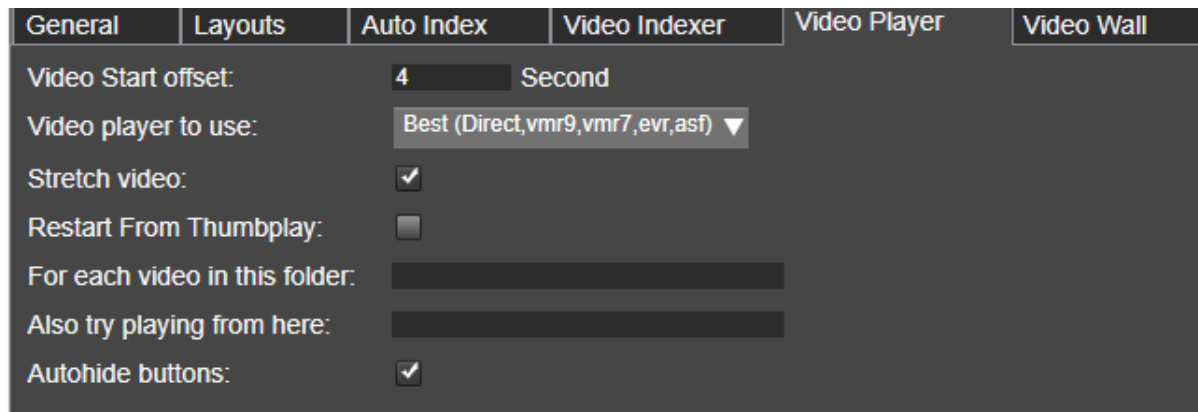 General Layouts Auto Index Video Indexer Video Player Video Wall
Video Start offset: 4 Second
Video player to use: Best (Direct,vmr9,vmr7,evr,asf)
Stretch video:
Restart From Thumbplay:
For each video in this folder:
Also try playing from here:
Autohide buttons: